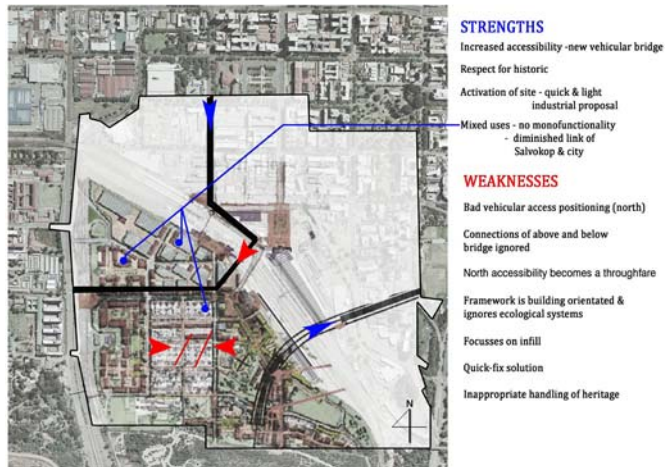 STRENGTHS
Increased accessibility -new vehicular bridge
Respect for historic
Activation of site - quick & light
industrial proposal
Mixed uses - no monofunctionality
- diminished link of
Salvokop & city
WEAKNESSES
Bad vehicular access positioning (north)
Connections of above and below
bridge ignored
North accessibility becomes a throughfare
Framework is building orientated &
ignores ecological systems
Focusses on infill
Quick-fix solution
Inappropriate handling of heritage
N